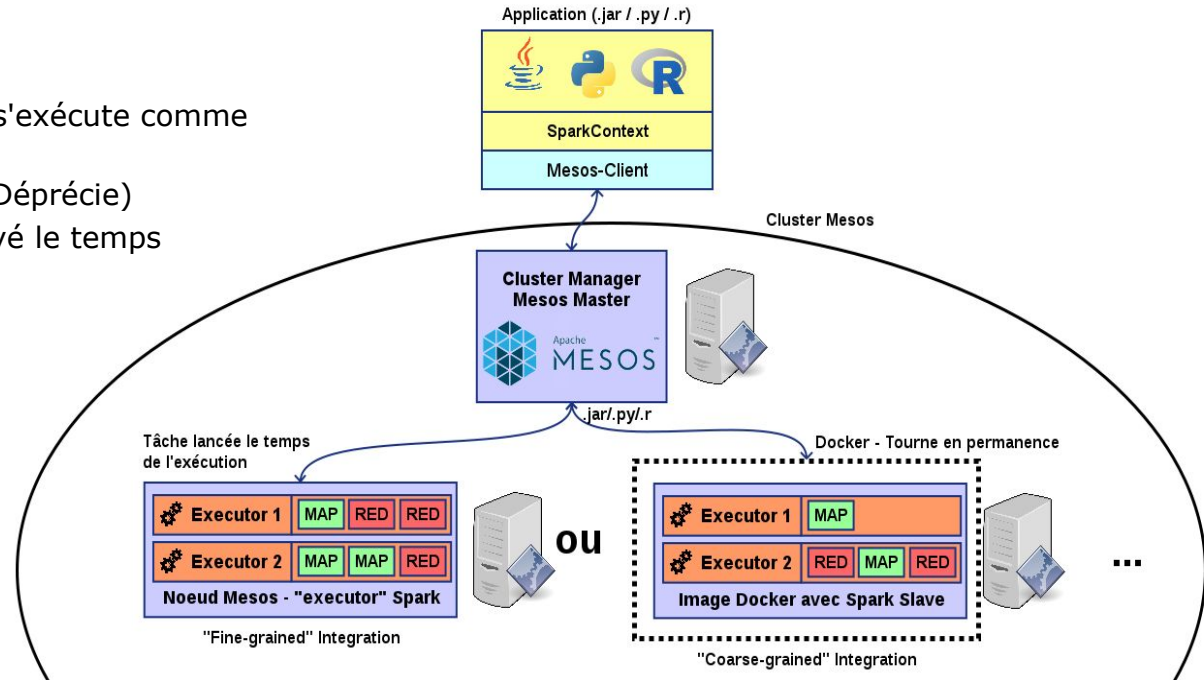 Application (.jar / .py / .r)
s'exécute comme
Déprécie)
vé le temps
R
SparkContext
Mesos-Client
Cluster Mesos
Cluster Manager
Mesos Master
Apache
MESOS™
.jar/.py/.r
Tâche lancée le temps
de l'exécution
Docker - Tourne en permanence
Executor 1 MAP RED RED
Executor 2 MAP MAP RED
Noeud Mesos - "executor" Spark
"Fine-grained" Integration
ou
Executor 1 MAP
Executor 2 RED MAP RED
Image Docker avec Spark Slave
"Coarse-grained" Integration
...